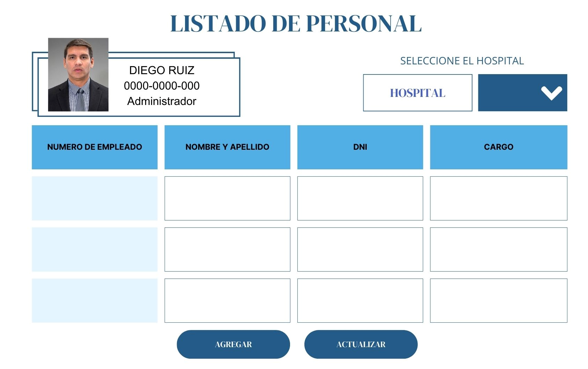 LISTADO DE PERSONAL
DIEGO RUIZ
0000-0000-000
Administrador
SELECCIONE EL HOSPITAL
HOSPITAL
NUMERO DE EMPLEADO
NOMBRE Y APELLIDO
DNI
CARGO
AGREGAR
ACTUALIZAR